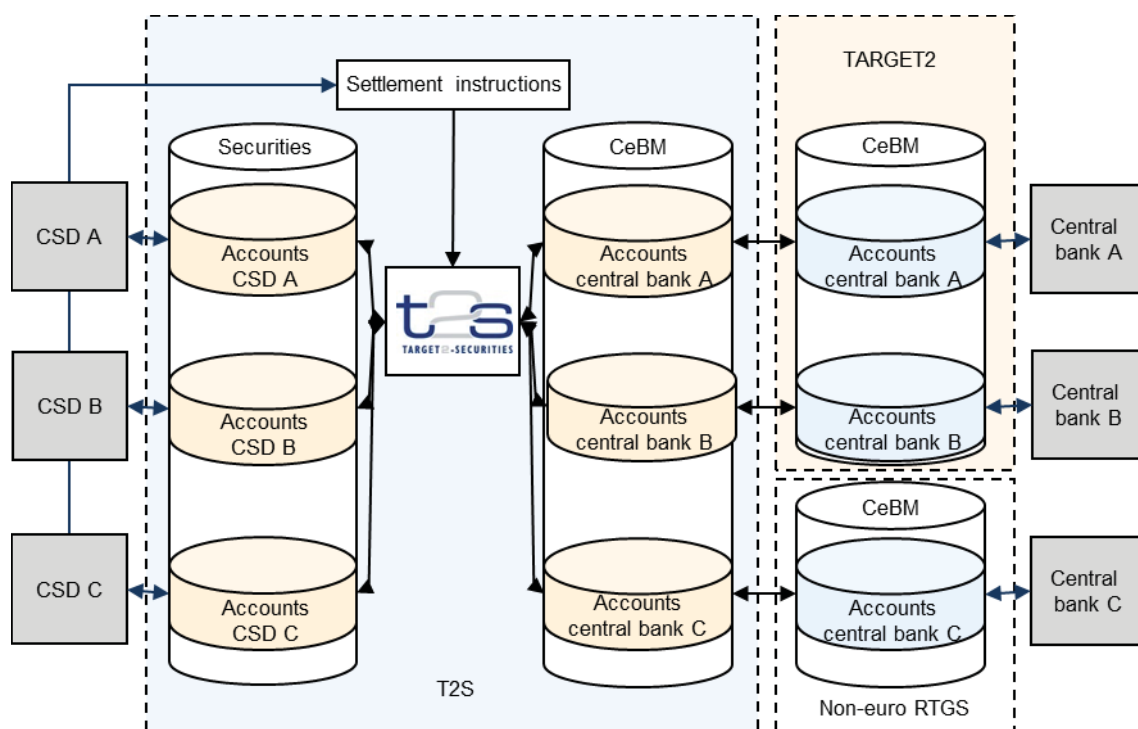 TARGET2
Settlement instructions
Securities
CeBM
CeBM
CSD A
Accounts
CSD A
Accounts
central bank A
Accounts
central bank A
Central
bank A
t2s
TARGET2-SECURITIES
CSD B
Accounts
CSD B
Accounts
central bank B
Accounts
central bank B
Central
bank B
CeBM
CSD C
Accounts
CSD C
Accounts
central bank C
Accounts
central bank C
Central
bank C
T2S
Non-euro RTGS